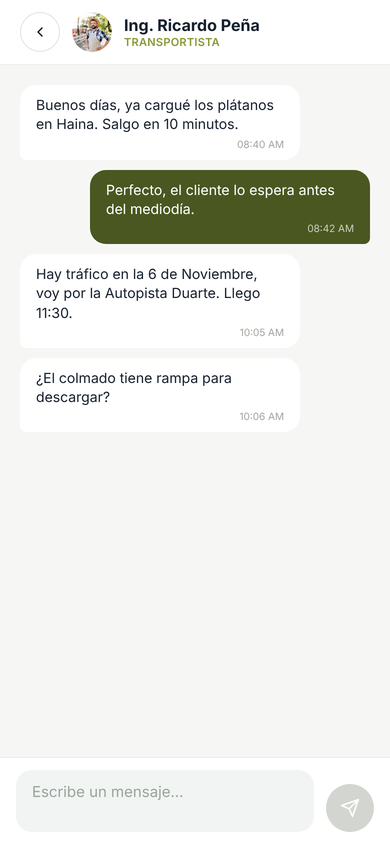 Ing. Ricardo Peña
TRANSPORTISTA
Buenos días, ya cargué los plátanos
en Haina. Salgo en 10 minutos.
08:40 AM
Perfecto, el cliente lo espera antes
del mediodía.
08:42 AM
Hay tráfico en la 6 de Noviembre,
voy por la Autopista Duarte. Llego
11:30.
10:05 AM
¿El colmado tiene rampa para
descargar?
10:06 AM
Escribe un mensaje...